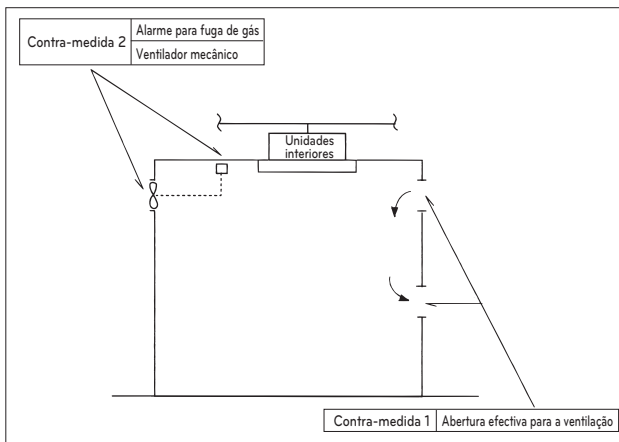 Contra-medida 2
Alarme para fuga de gás
Ventilador mecânico
Unidades
interiores
Contra-medida 1
Abertura efectiva para a ventilação